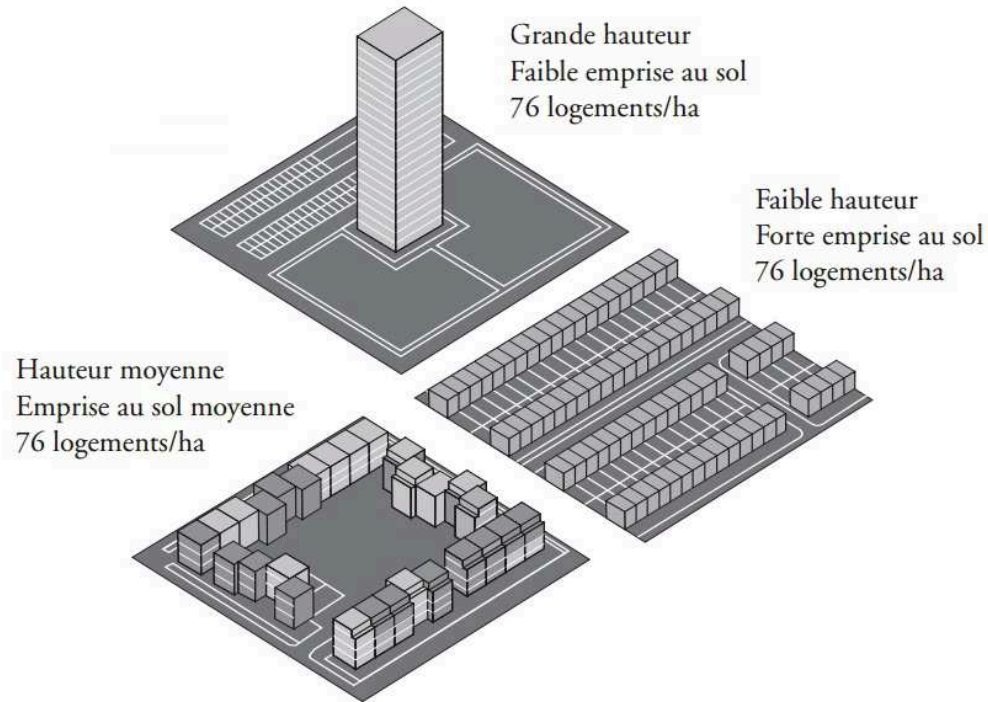 Grande hauteur
Faible emprise au sol
76 logements/ha
Faible hauteur
Forte emprise au sol
76 logements/ha
Hauteur moyenne
Emprise au sol moyenne
76 logements/ha